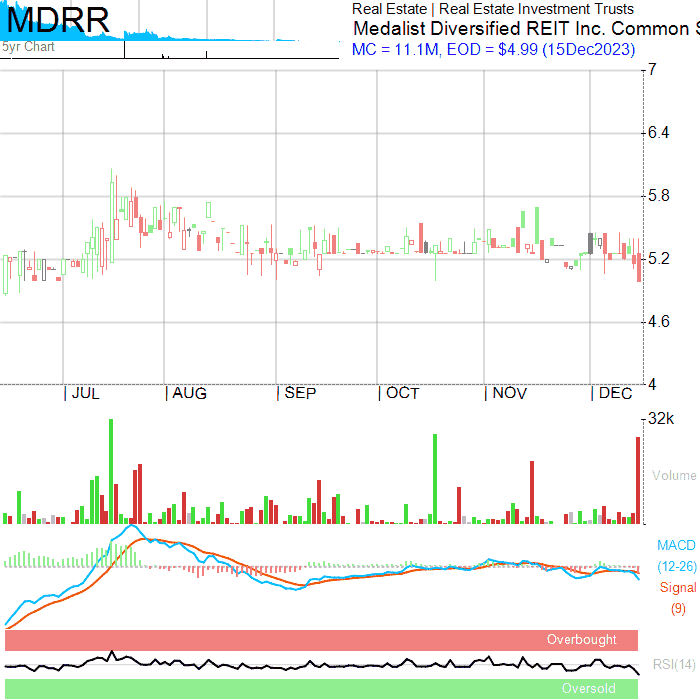 MDRR
5yr Chart
Real Estate | Real Estate Investment Trusts
Medalist Diversified REIT Inc. Common S
MC = 11.1M, EOD = $4.99 (15Dec2023)
7
6.4
5.8
5.2
4.6
4
JUL AUG SEP OCT NOV DEC
32k
Volume
MACD
(12-26)
Signal
(9)
Overbought
RSI(14)
Oversold